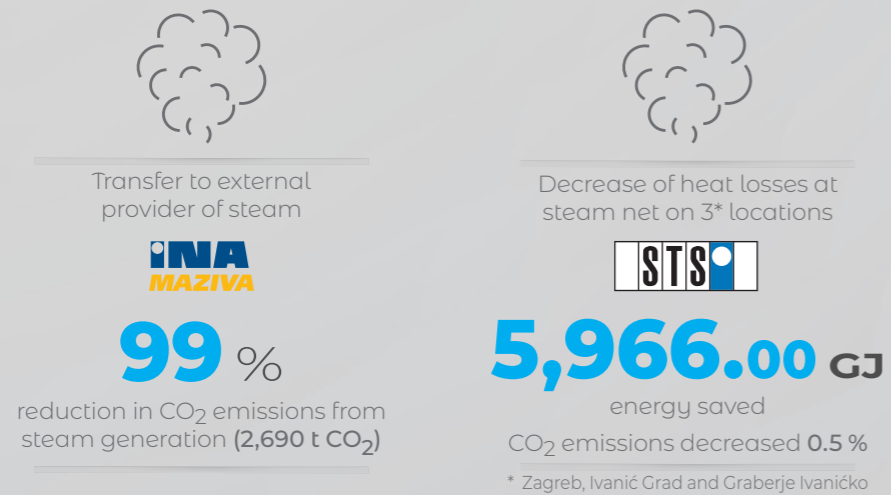 Transfer to external
provider of steam
INA
MAZIVA
99 %
reduction in CO₂ emissions from
steam generation (2,690 t CO₂)
Decrease of heat losses at
steam net on 3* locations
STSI
5,966.00 GJ
energy saved
CO₂ emissions decreased 0.5 %
* Zagreb, Ivanić Grad and Graberje Ivanićko